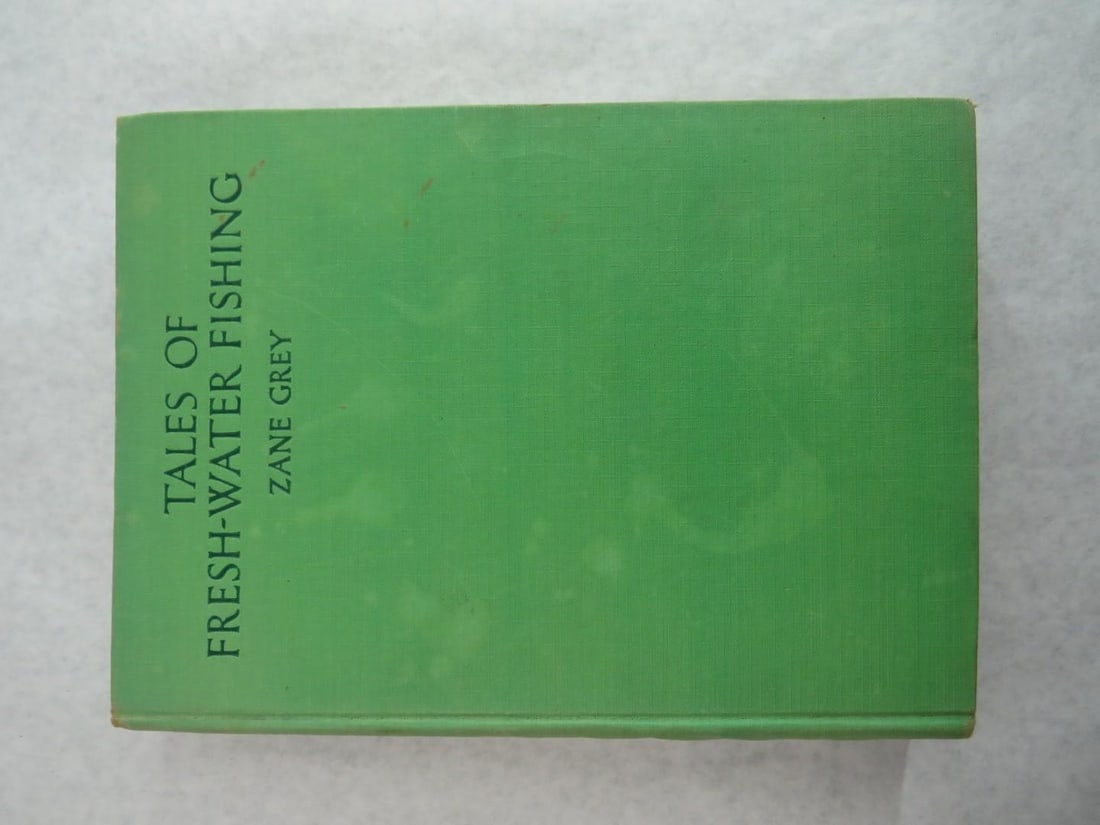 TALES OF
FRESH-WATER FISHING
ZANE GREY